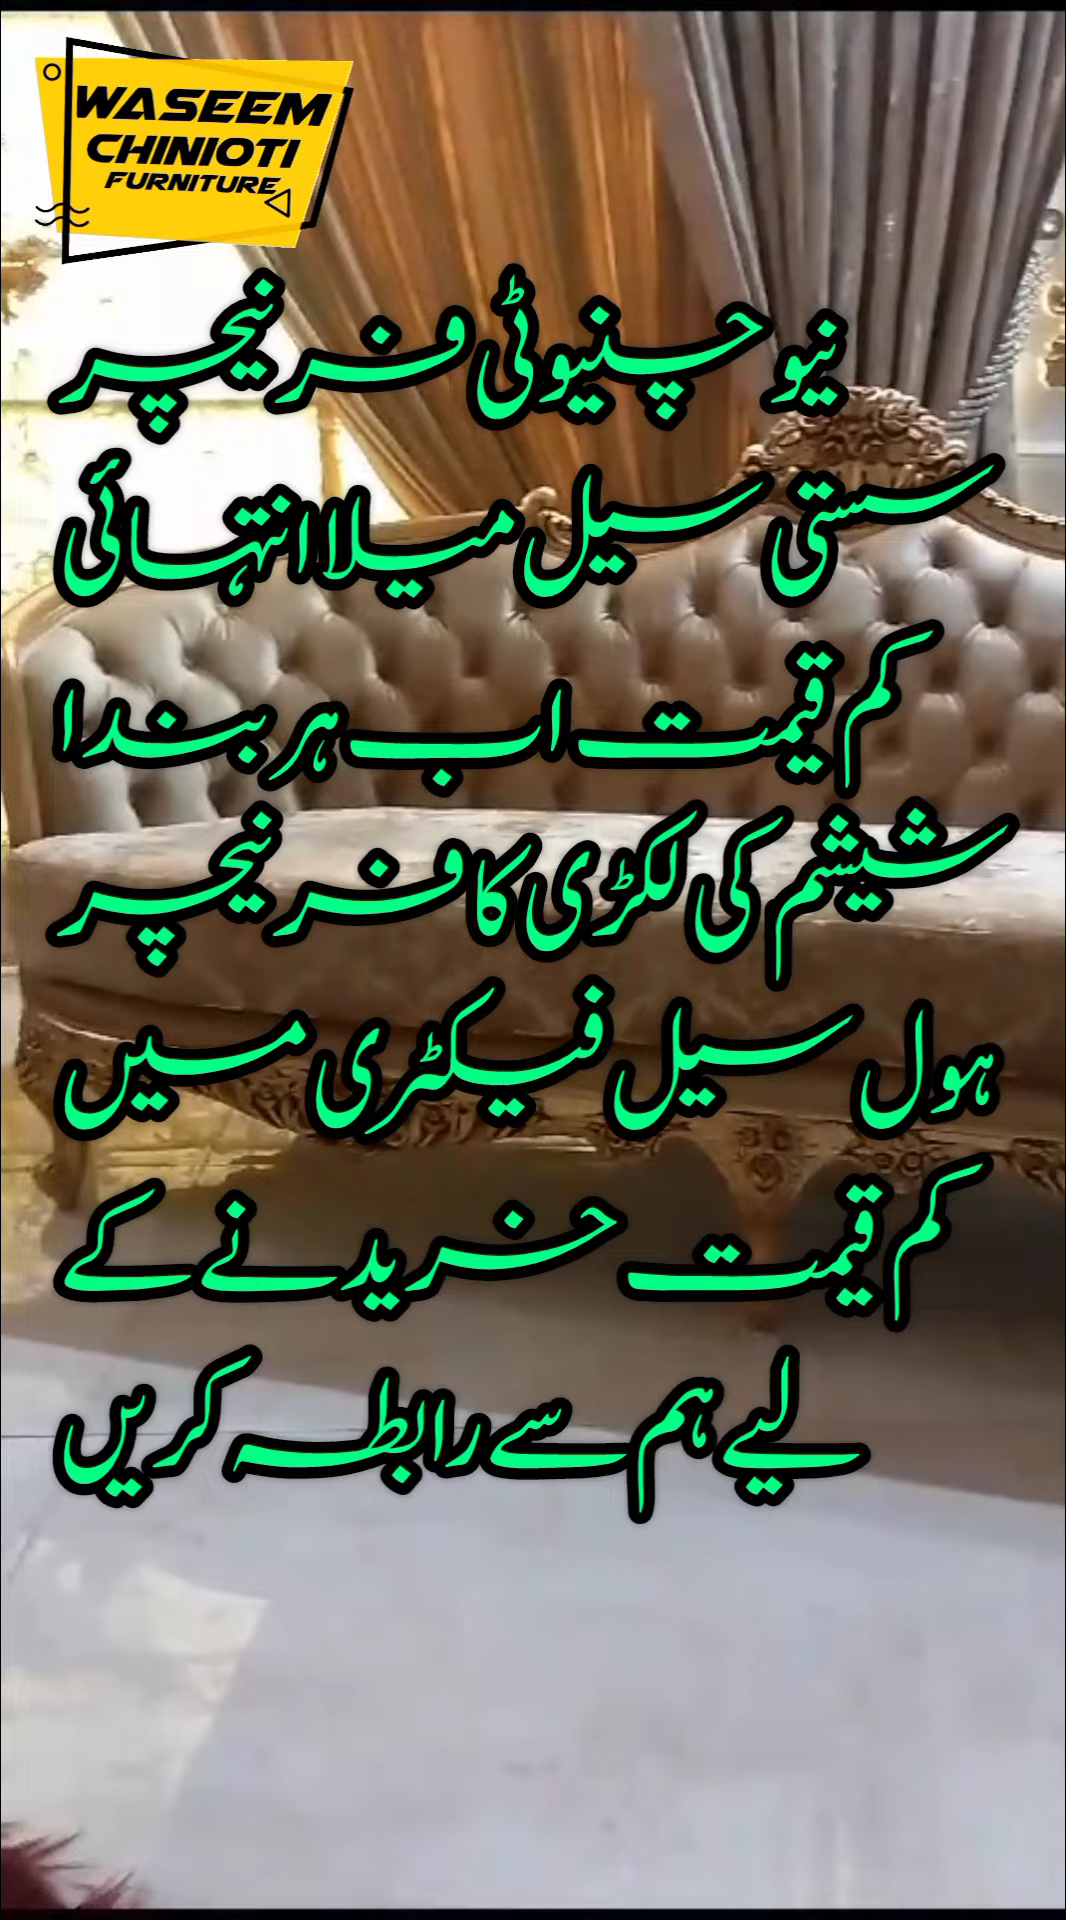 WASEEM
CHINIOTI
FURNITURE
نیو چنیوٹی فرنیچر
سستی سیل میلا انتہائی
کم قیمت اب ہر بندا
شیشم کی لکڑی کا فرنیچر
ہول سیل فیکٹری میں
کم قیمت خریدنے کے
لیے ہم سے رابطہ کریں